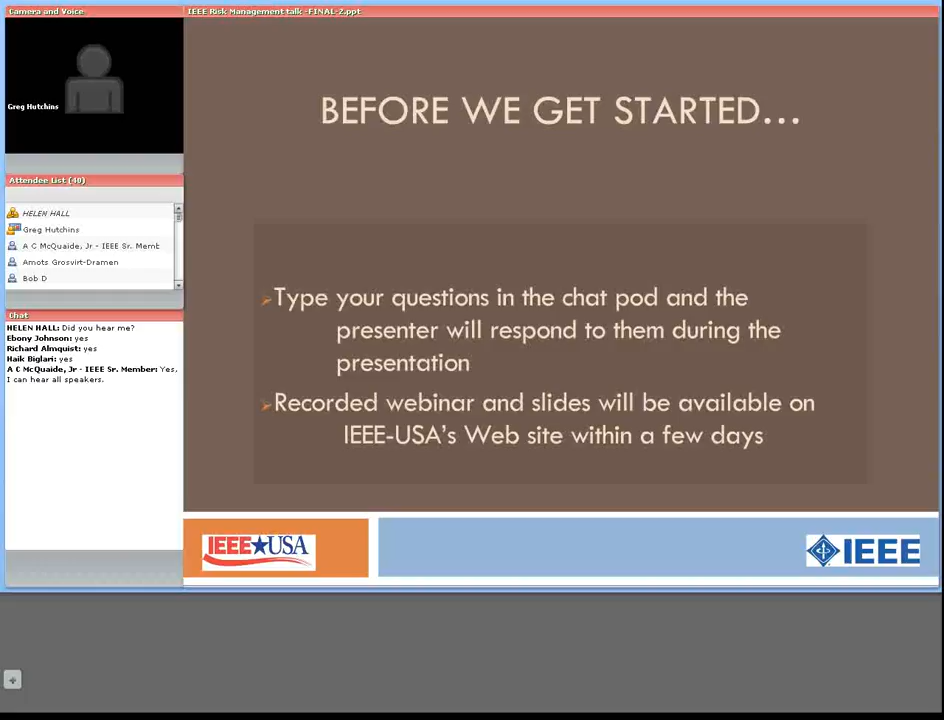 Camera and Voice
IEEE Risk Management talk -FINAL-2.ppt
Greg Hutchins
Attendee List (40)
HELEN HALL
Greg Hutchins
A C McQuaide, Jr - IEEE Sr. Memb
Amots Grosvirt-Dramen
Bob D
Chat
HELEN HALL: Did you hear me?
Ebony Johnson: yes
Richard Almquist: yes
Haik Biglari: yes
A C McQuaide, Jr - IEEE Sr. Member: Yes,
I can hear all speakers.
BEFORE WE GET STARTED...
Type your questions in the chat pod and the
presenter will respond to them during the
presentation
Recorded webinar and slides will be available on
IEEE-USA's Web site within a few days
IEEE★USA
IEEE